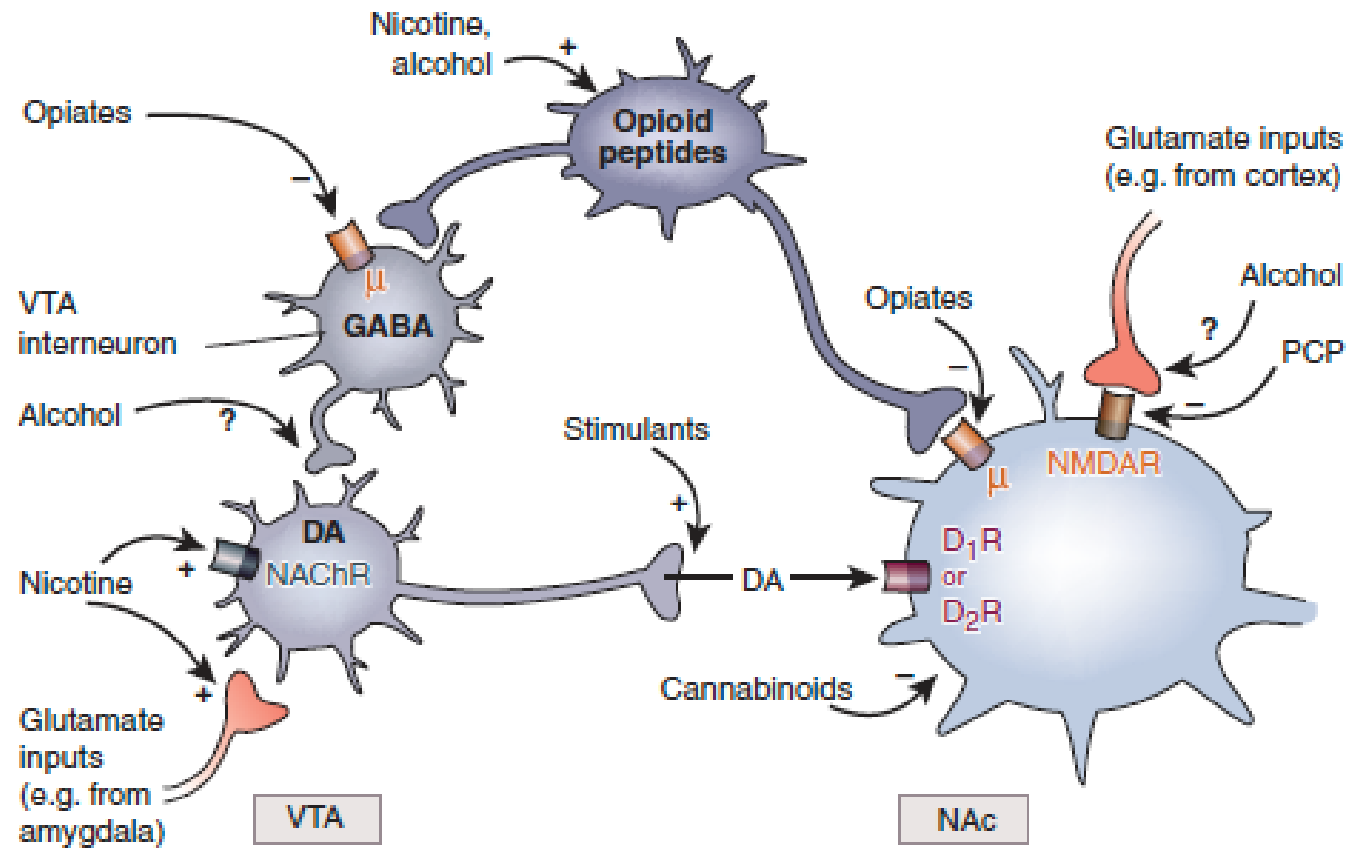 Nicotine,
alcohol
+
Opioid
peptides
Opiates
–
Glutamate inputs
(e.g. from cortex)
μ
GABA
VTA
interneuron
Opiates
–
Alcohol
?
PCP
–
Alcohol
?
Stimulants
+
μ
NMDAR
DA
NAChR
Nicotine
+
+
DA
D₁R
or
D₂R
Cannabinoids
–
Glutamate
inputs
(e.g. from
amygdala)
VTA
NAc